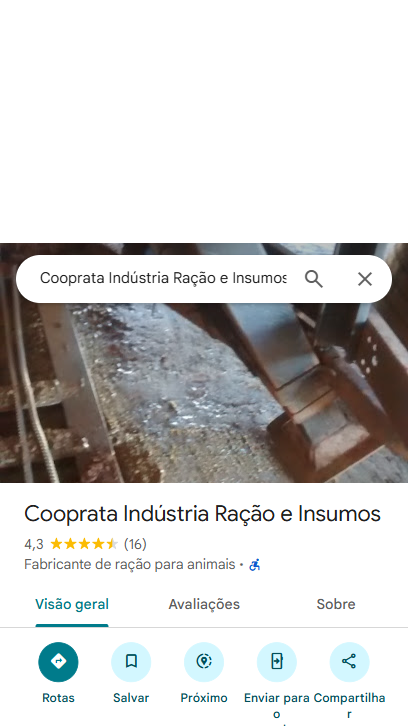 Cooprata Indústria Ração e Insumos
Cooprata Indústria Ração e Insumos
4,3 (16)
Fabricante de ração para animais ·
Visão geral Avaliações Sobre
Rotas Salvar Próximo Enviar para o Compartilhar